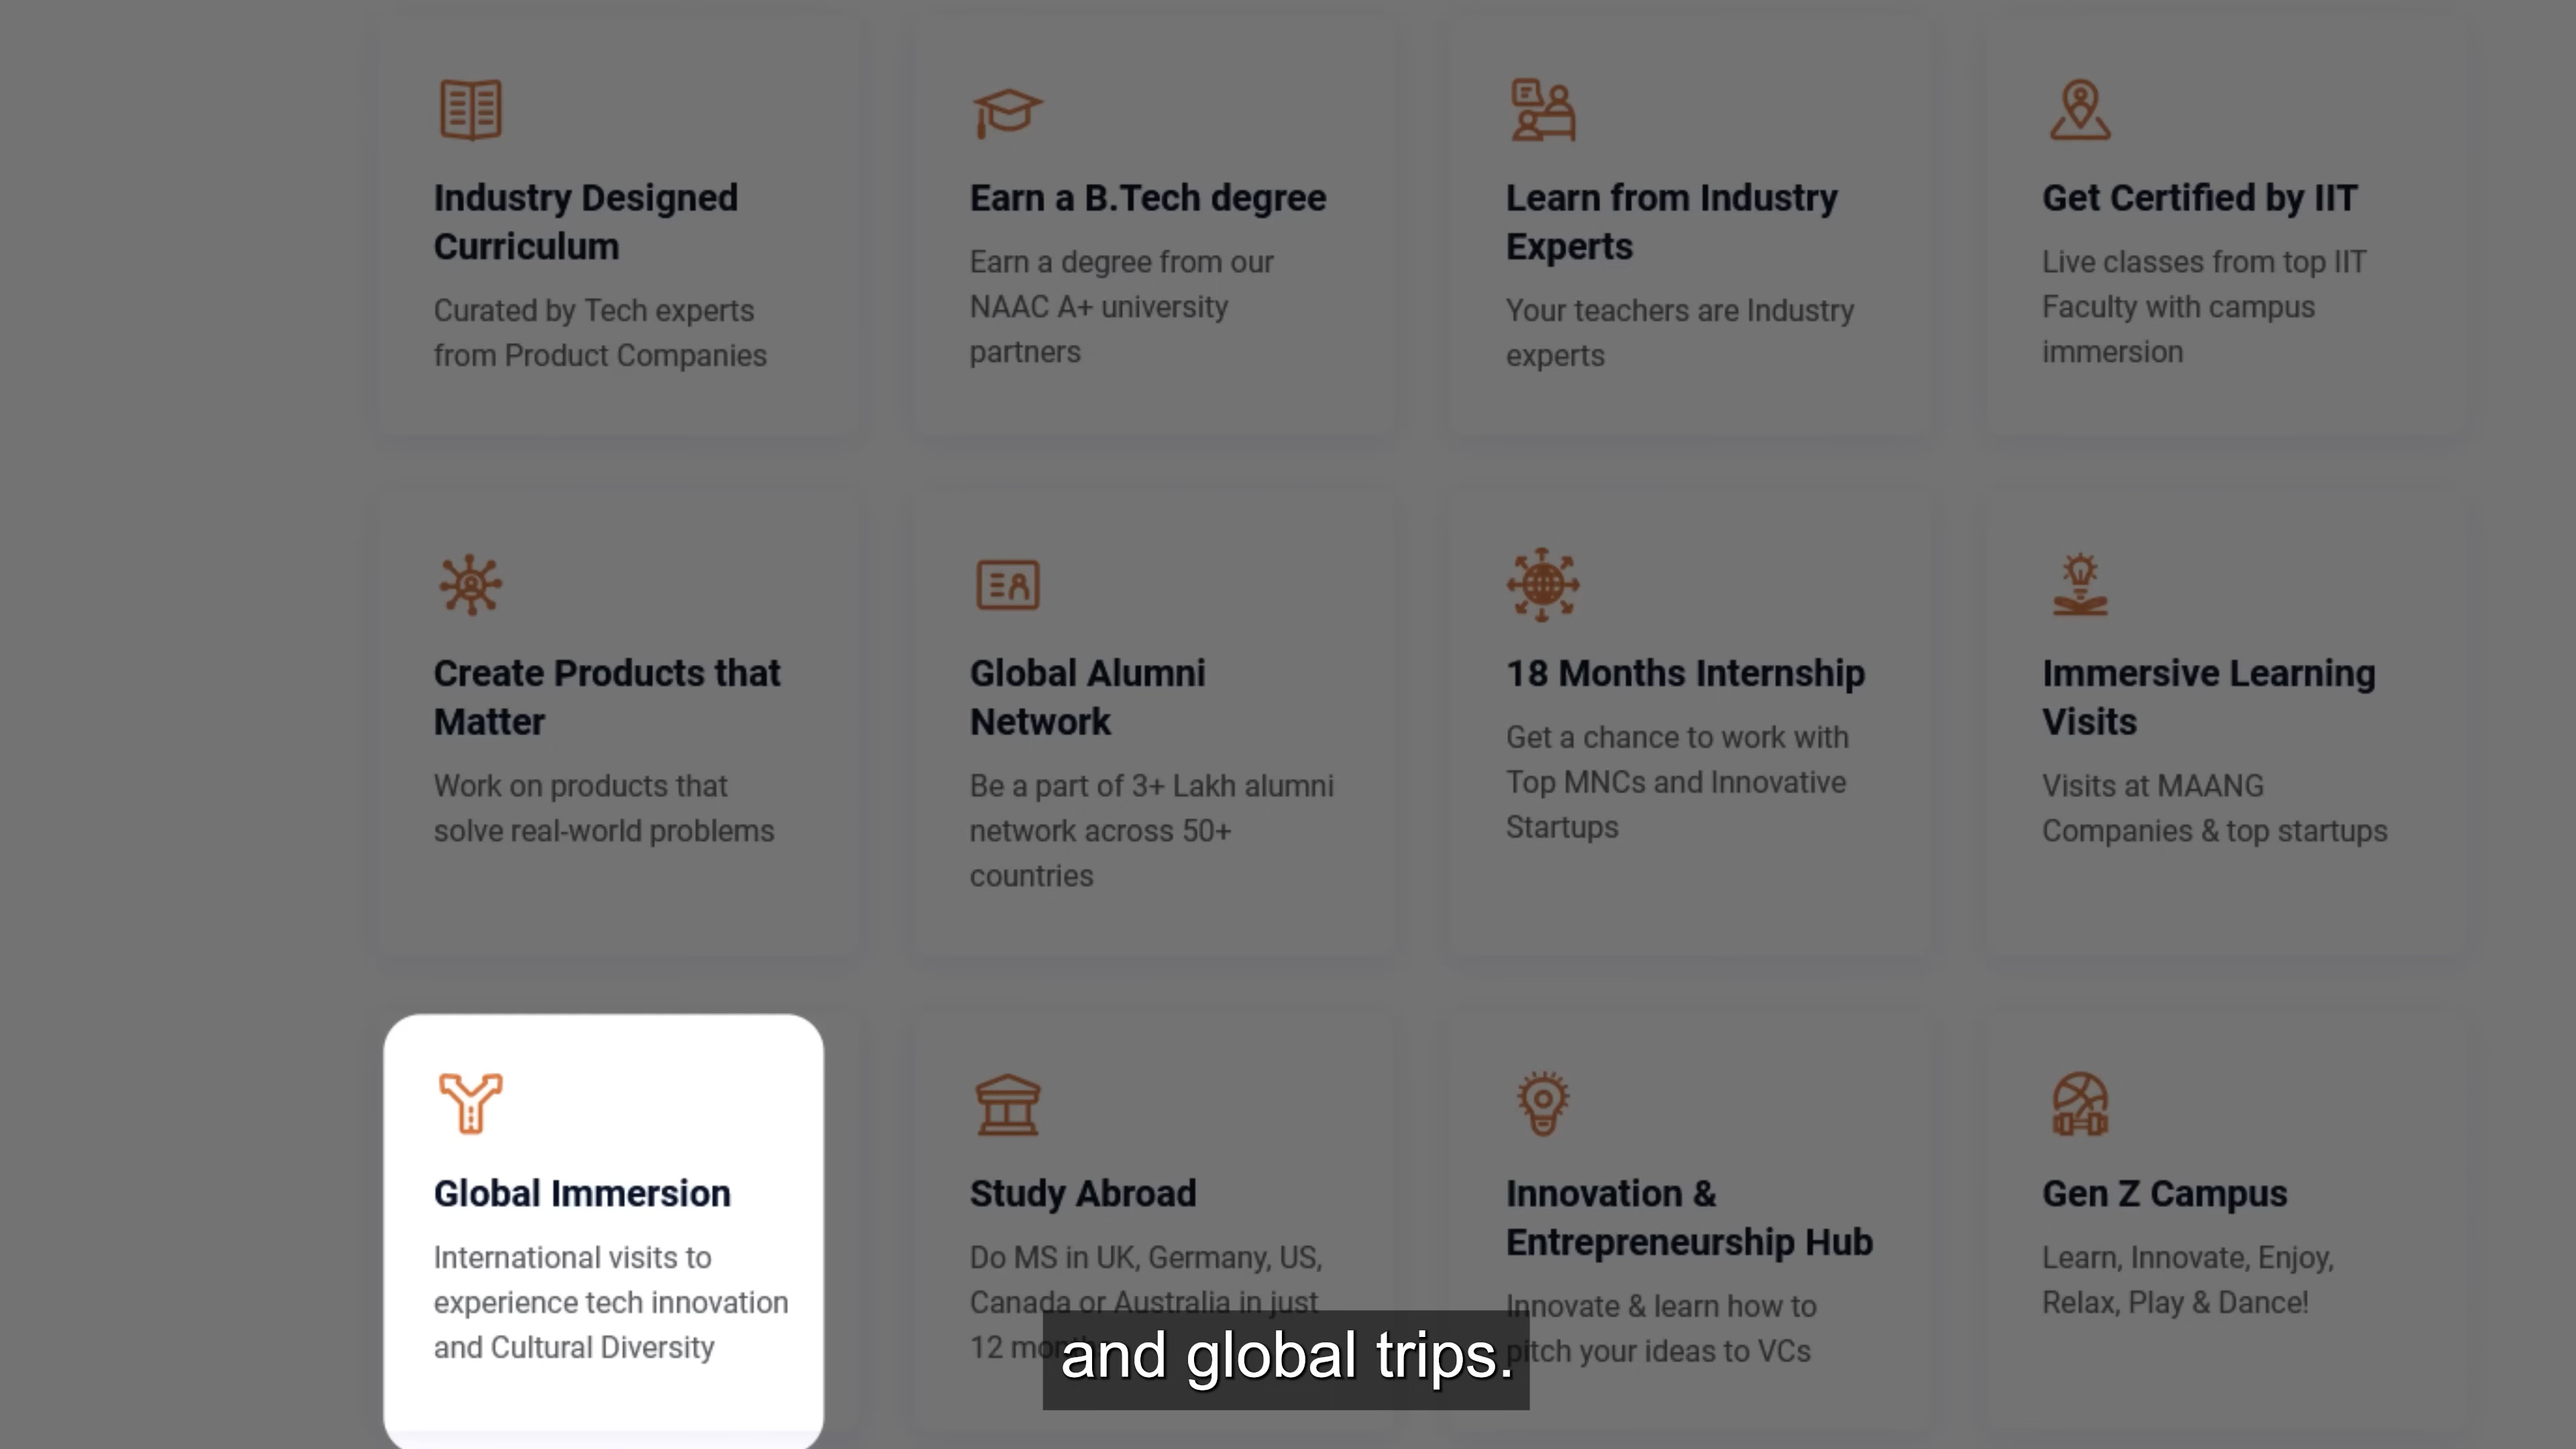 Industry Designed
Curriculum
Curated by Tech experts
from Product Companies
Earn a B.Tech degree
Earn a degree from our
NAAC A+ university
partners
Learn from Industry
Experts
Your teachers are Industry
experts
Get Certified by IIT
Live classes from top IIT
Faculty with campus
immersion
Create Products that
Matter
Work on products that
solve real-world problems
Global Alumni
Network
Be a part of 3+ Lakh alumni
network across 50+
countries
18 Months Internship
Get a chance to work with
Top MNCs and Innovative
Startups
Immersive Learning
Visits
Visits at MAANG
Companies & top startups
Global Immersion
International visits to
experience tech innovation
and Cultural Diversity
Study Abroad
Do MS in UK, Germany, US,
Canada or Australia in just
12
Innovation &
Entrepreneurship Hub
Innovate & learn how to
pitch your ideas to VCs
Gen Z Campus
Learn, Innovate, Enjoy,
Relax, Play & Dance!
and global trips.